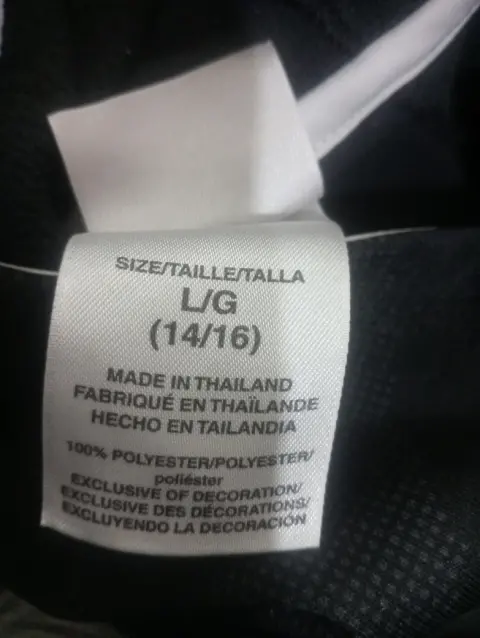 SIZE/TAILLE/TALLA
L/G
(14/16)
MADE IN THAILAND
FABRIQUÉ EN THAÏLANDE
HECHO EN TAILANDIA
100% POLYESTER/POLYESTER/
poliéster
EXCLUSIVE OF DECORATION/
EXCLUSIVE DES DÉCORATIONS/
EXCLUYENDO LA DECORACIÓN